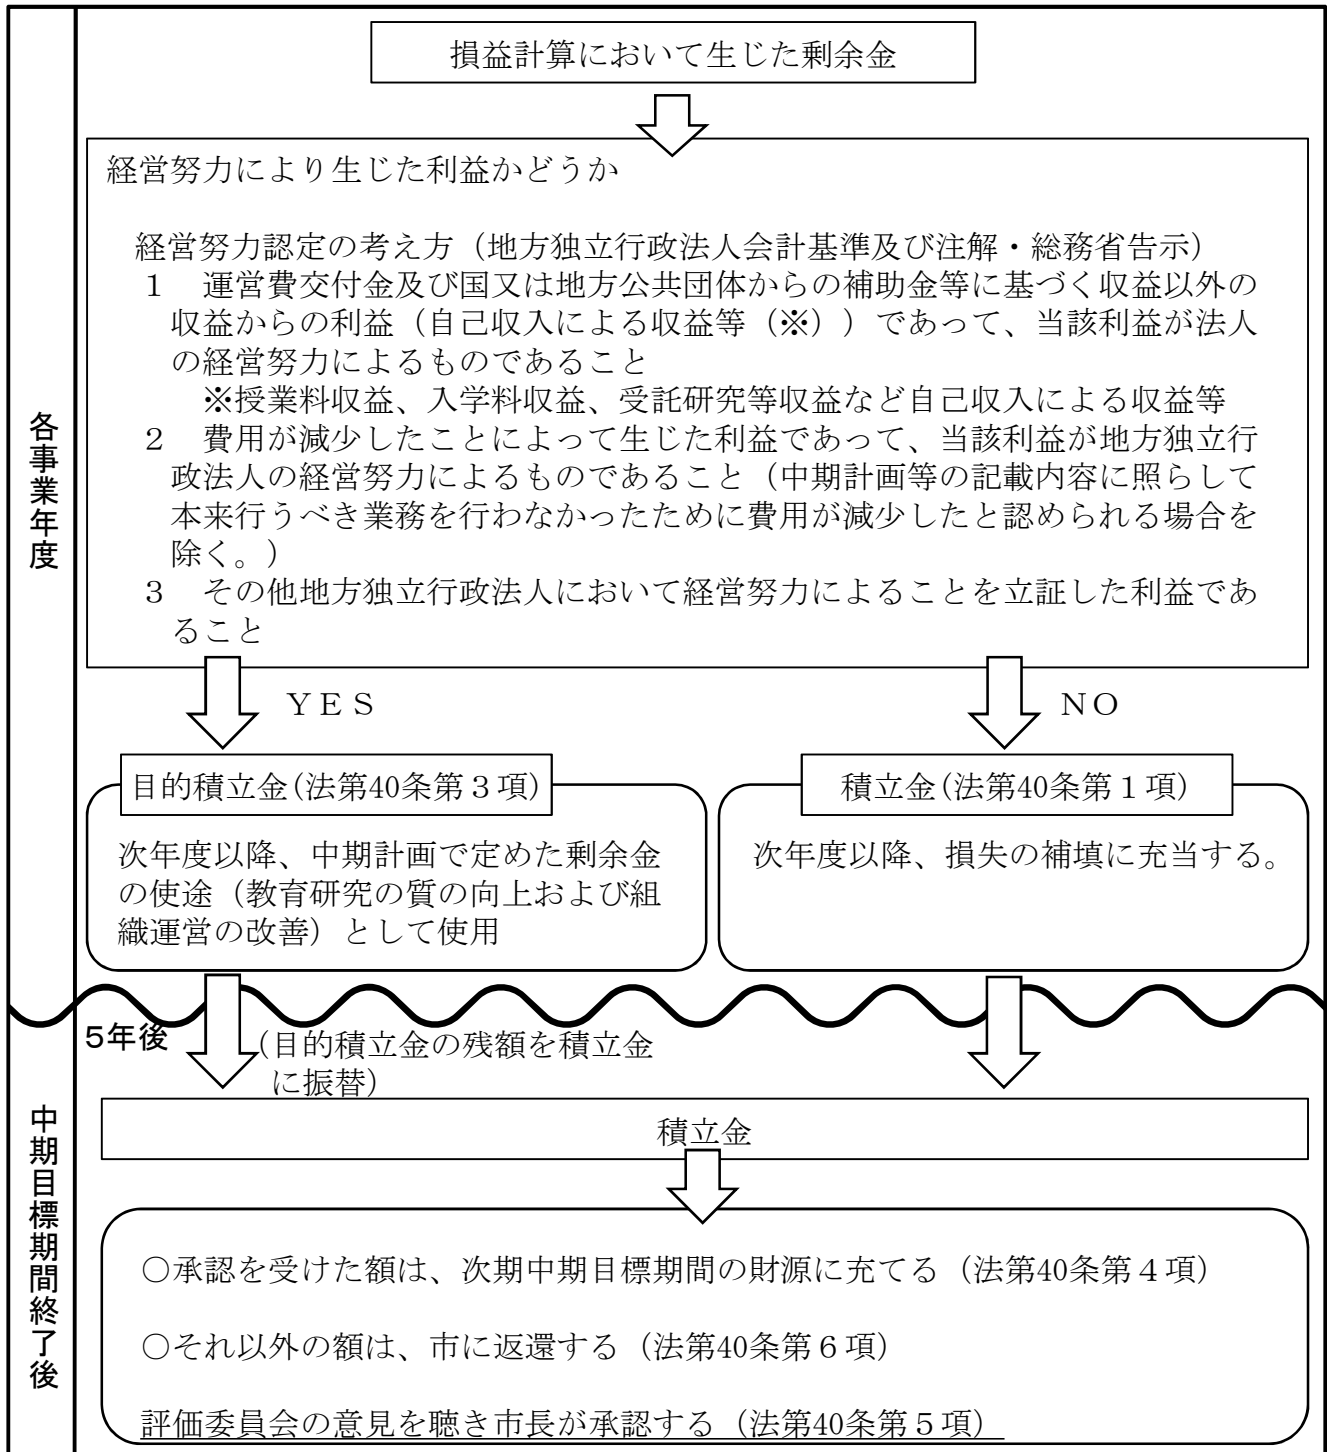 損益計算において生じた剰余金
各事業年度
経営努力により生じた利益かどうか
経営努力認定の考え方（地方独立行政法人会計基準及び注解・総務省告示）
１　運営費交付金及び国又は地方公共団体からの補助金等に基づく収益以外の
収益からの利益（自己収入による収益等（※））であって、当該利益が法人
の経営努力によるものであること
※授業料収益、入学料収益、受託研究等収益など自己収入による収益等
２　費用が減少したことによって生じた利益であって、当該利益が地方独立行
政法人の経営努力によるものであること（中期計画等の記載内容に照らして
本来行うべき業務を行わなかったために費用が減少したと認められる場合を
除く。）
３　その他地方独立行政法人において経営努力によることを立証した利益であ
ること
ＹＥＳ
ＮＯ
目的積立金(法第40条第３項)
次年度以降、中期計画で定めた剰余金
の使途（教育研究の質の向上および組
織運営の改善）として使用
積立金(法第40条第１項)
次年度以降、損失の補填に充当する。
5年後
(目的積立金の残額を積立金
に振替)
中期目標期間終了後
積立金
○承認を受けた額は、次期中期目標期間の財源に充てる（法第40条第４項）
○それ以外の額は、市に返還する（法第40条第６項）
評価委員会の意見を聴き市長が承認する（法第40条第５項）